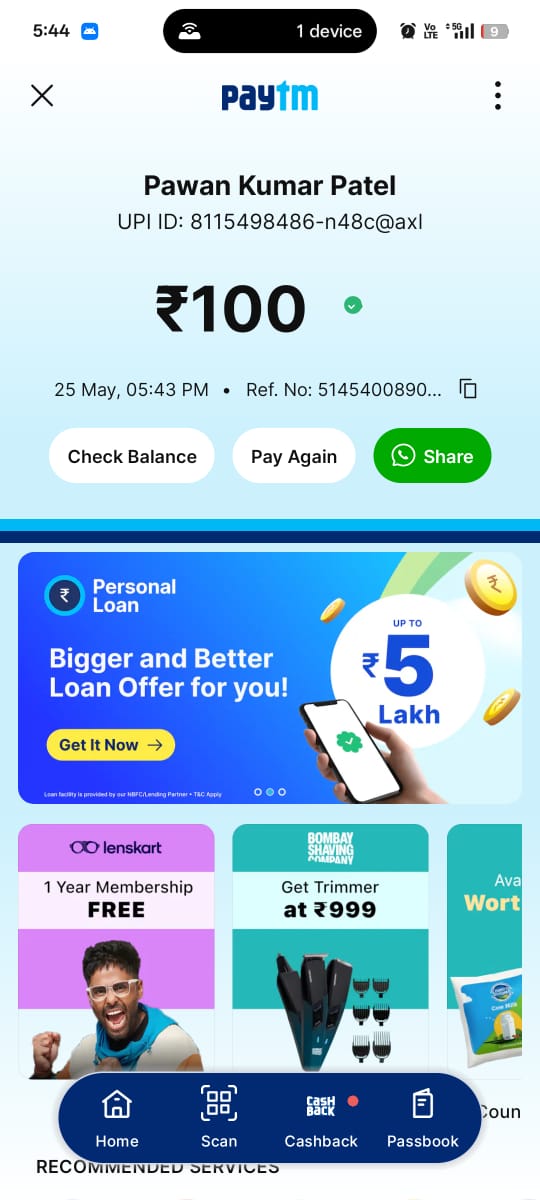 5:44
1 device
Vo
LTE
5G
9
paytm
Pawan Kumar Patel
UPI ID: 8115498486-n48c@axl
₹100
25 May, 05:43 PM • Ref. No: 5145400890...
Check Balance
Pay Again
Share
₹
Personal
Loan
Bigger and Better
Loan Offer for you!
Get It Now →
UP TO
₹5
Lakh
Loan facility is provided by our NBFC/Lending Partner • T&C Apply
lenskart
1 Year Membership
FREE
BOMBAY
SHAVING
COMPANY
Get Trimmer
at ₹999
Ava
Wort
Home
Scan
CASH
BACK
Cashback
Passbook
Coun
RECOMMENDED SERVICES